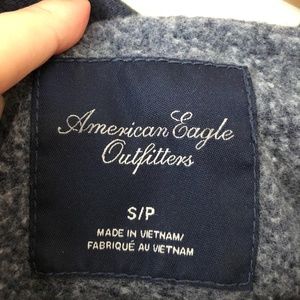 American Eagle
Outfitters
S/P
MADE IN VIETNAM/
FABRIQUÉ AU VIETNAM